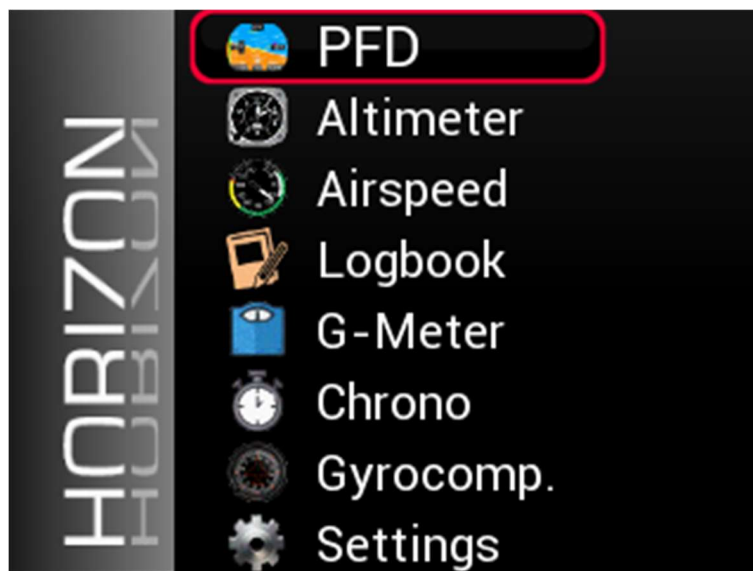 HORIZON
PFD
Altimeter
Airspeed
Logbook
G-Meter
Chrono
Gyrocomp.
Settings